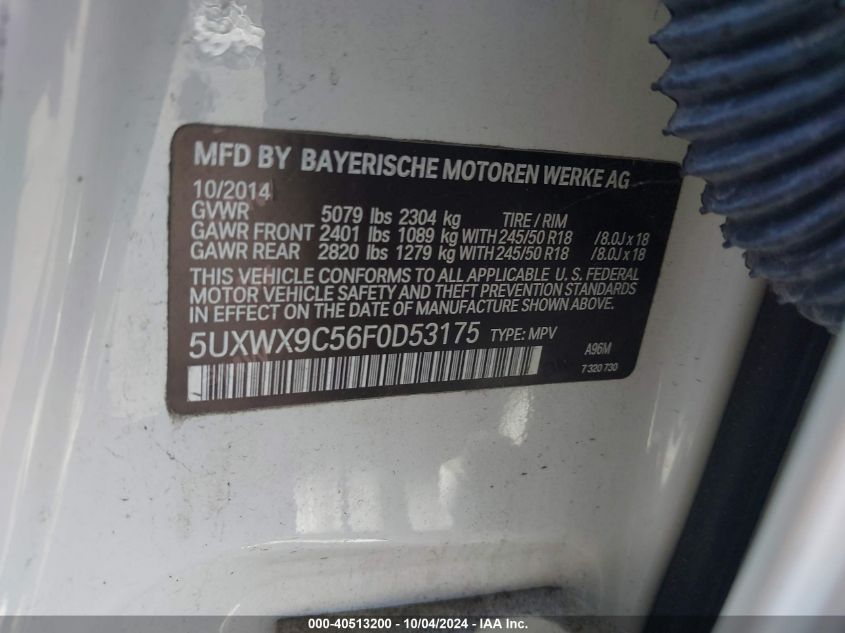 MFD BY BAYERISCHE MOTOREN WERKE AG
10/2014
GVWR 5079 lbs 2304 kg TIRE / RIM
GAWR FRONT 2401 lbs 1089 kg WITH 245/50 R18 /8.0J x 18
GAWR REAR 2820 lbs 1279 kg WITH 245/50 R18 /8.0J x 18
THIS VEHICLE CONFORMS TO ALL APPLICABLE U.S. FEDERAL
MOTOR VEHICLE SAFETY AND THEFT PREVENTION STANDARDS
IN EFFECT ON THE DATE OF MANUFACTURE SHOWN ABOVE.
5UXWX9C56F0D53175 TYPE: MPV
A96M
7 320 730
000-40513200 - 10/04/2024 - IAA Inc.